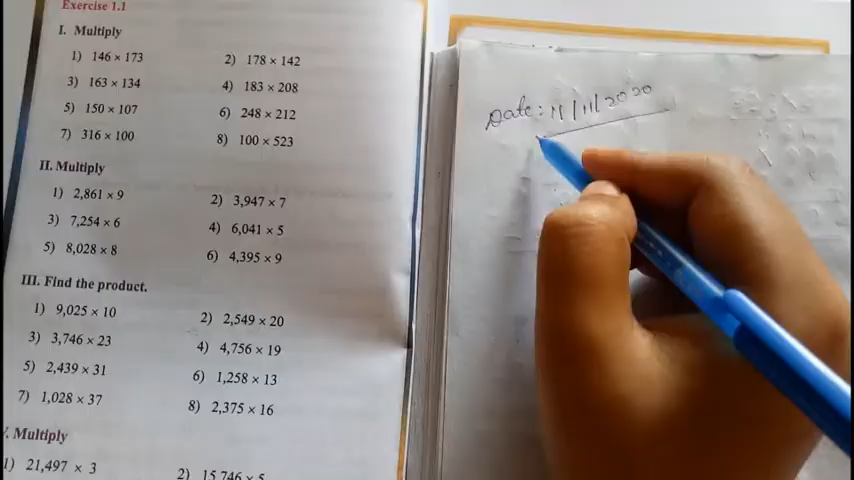 Exercise 1.1
I. Multiply
1) 146 × 173
2) 178 × 142
3) 163 × 134
4) 183 × 208
5) 150 × 107
6) 248 × 212
7) 316 × 100
8) 100 × 523
II. Multiply
1) 2,861 × 9
2) 3,947 × 7
3) 7,254 × 6
4) 6,041 × 5
5) 8,028 × 8
6) 4,395 × 9
III. Find the product.
1) 9,025 × 10
2) 2,549 × 20
3) 3,746 × 23
4) 4,756 × 19
5) 2,439 × 31
6) 1,258 × 13
7) 1,028 × 37
8) 2,375 × 16
V. Multiply
1) 21,497 × 3
2) 15,746 × 5
Date: 11/11/2020